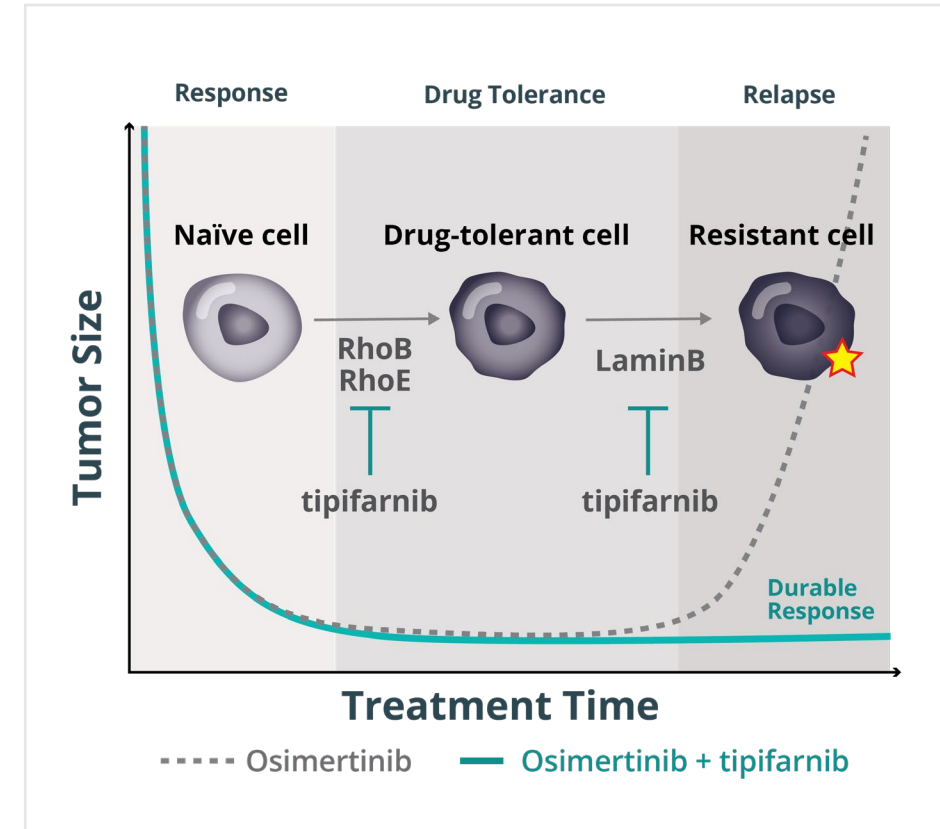 Response
Drug Tolerance
Relapse
Naïve cell
Drug-tolerant cell
Resistant cell
RhoB
RhoE
LaminB
tipifarnib
tipifarnib
Durable
Response
Tumor Size
Treatment Time
Osimertinib
Osimertinib + tipifarnib